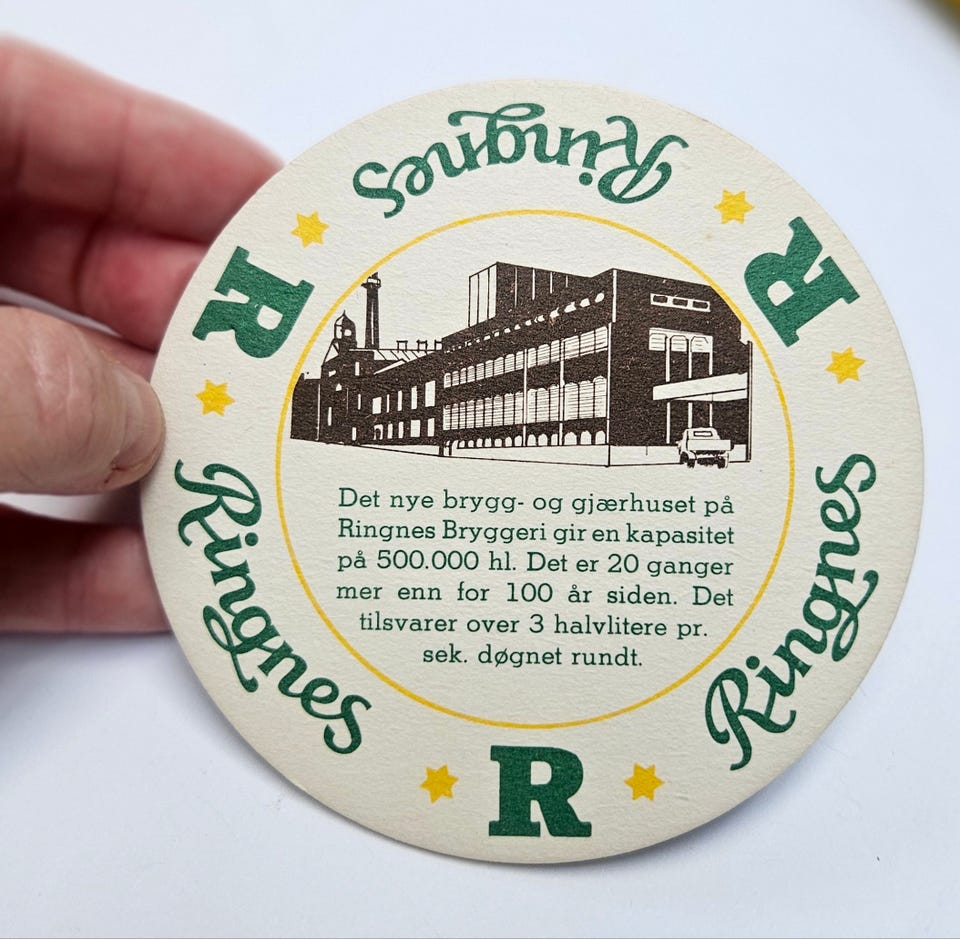 Ringnes
R
R
Det nye brygg- og gjærhuset på
Ringnes Bryggeri gir en kapasitet
på 500.000 hl. Det er 20 ganger
mer enn for 100 år siden. Det
tilsvarer over 3 halvlitere pr.
sek. døgnet rundt.
Ringnes
Ringnes
R